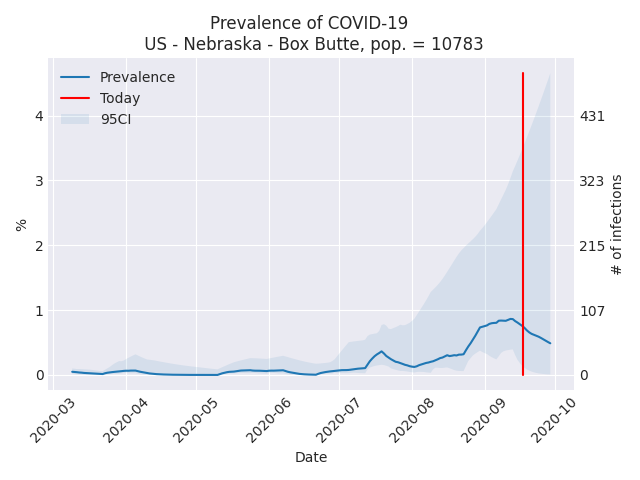 Prevalence of COVID-19
US - Nebraska - Box Butte, pop. = 10783
Prevalence
Today
95CI
4
3
2
1
0
%
431
323
215
107
0
# of infections
2020-03
2020-04
2020-05
2020-06
2020-07
2020-08
2020-09
2020-10
Date